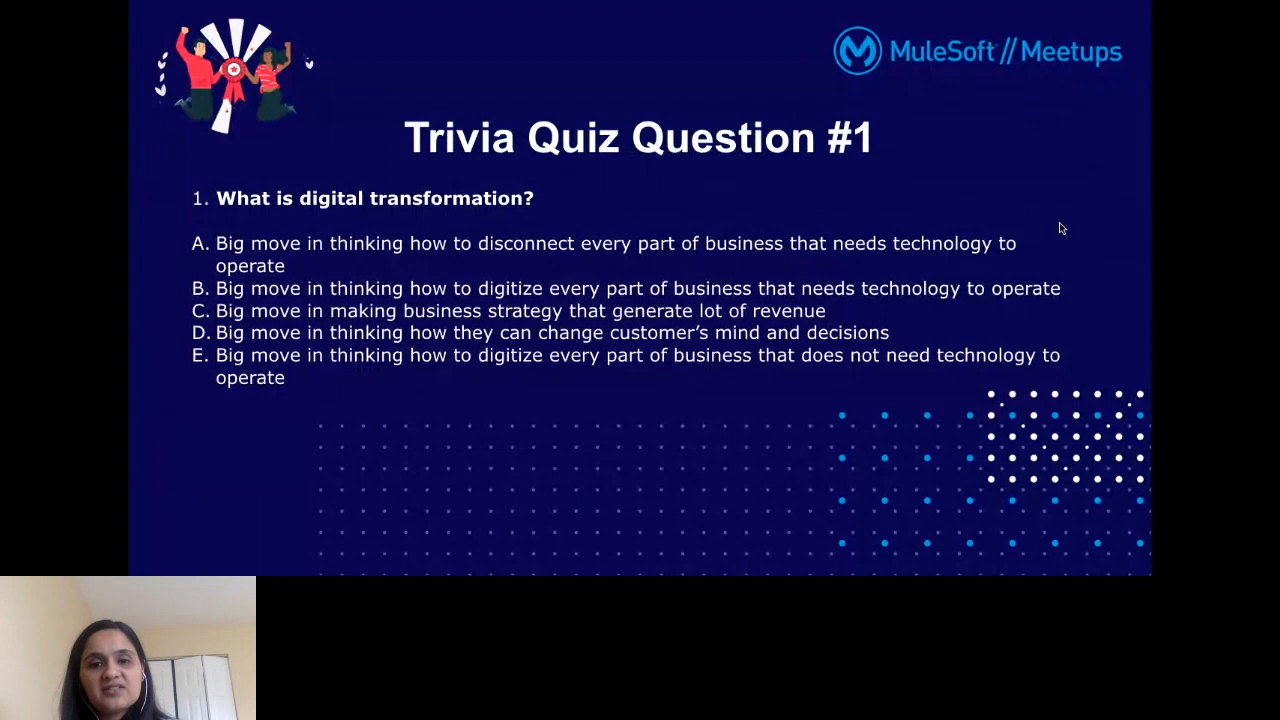 MuleSoft // Meetups
Trivia Quiz Question #1
1. What is digital transformation?
A. Big move in thinking how to disconnect every part of business that needs technology to
operate
B. Big move in thinking how to digitize every part of business that needs technology to operate
C. Big move in making business strategy that generate lot of revenue
D. Big move in thinking how they can change customer’s mind and decisions
E. Big move in thinking how to digitize every part of business that does not need technology to
operate